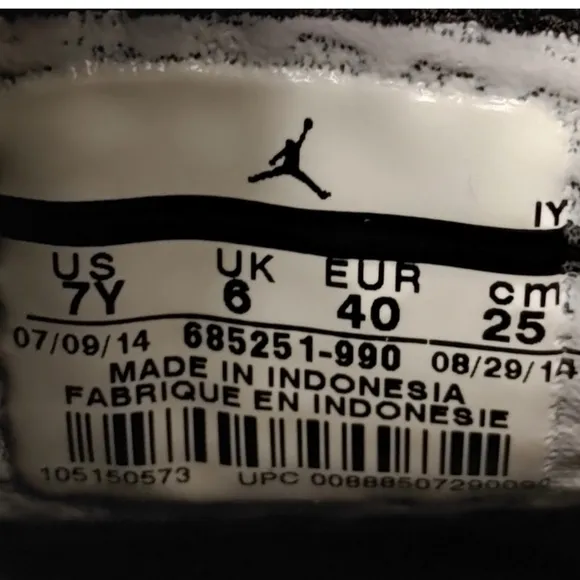 IY
US UK EUR cm
7Y 6 40 25
07/09/14 685251-990 08/29/14
MADE IN INDONESIA
FABRIQUE EN INDONESIE
105150573 UPC